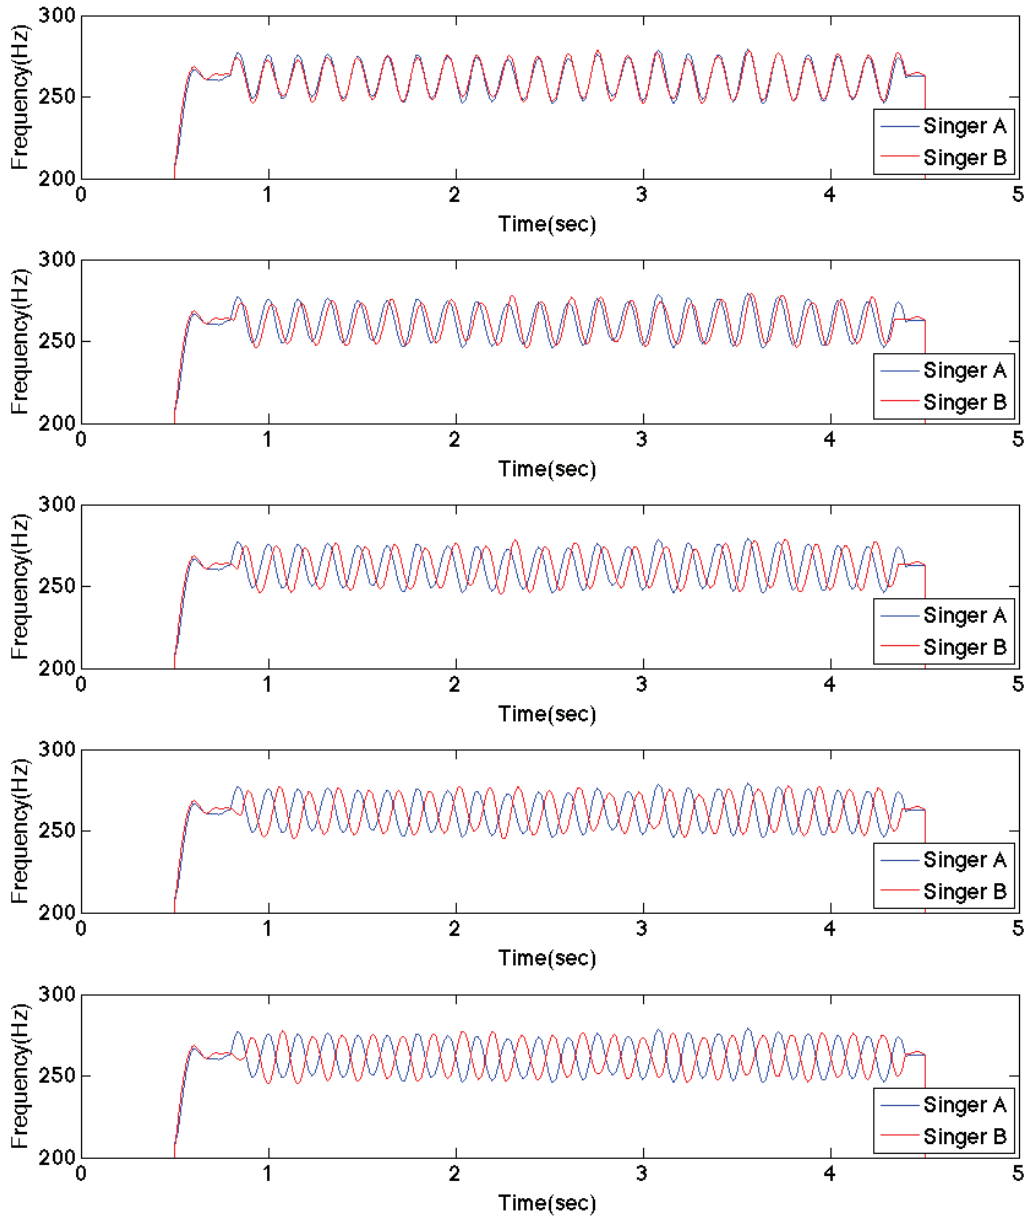 300
250
200
Frequency(Hz)
Singer A
Singer B
0 1 2 3 4 5
Time(sec)
300
250
200
Frequency(Hz)
Singer A
Singer B
0 1 2 3 4 5
Time(sec)
300
250
200
Frequency(Hz)
Singer A
Singer B
0 1 2 3 4 5
Time(sec)
300
250
200
Frequency(Hz)
Singer A
Singer B
0 1 2 3 4 5
Time(sec)
300
250
200
Frequency(Hz)
Singer A
Singer B
0 1 2 3 4 5
Time(sec)